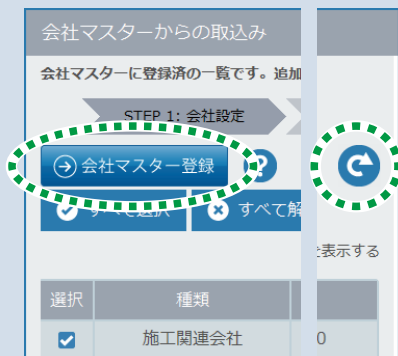 会社マスターからの取込み
会社マスターに登録済の一覧です。追加
STEP 1: 会社設定
会社マスター登録
すべて選択
すべて解
を表示する
選択
種類
施工関連会社
0